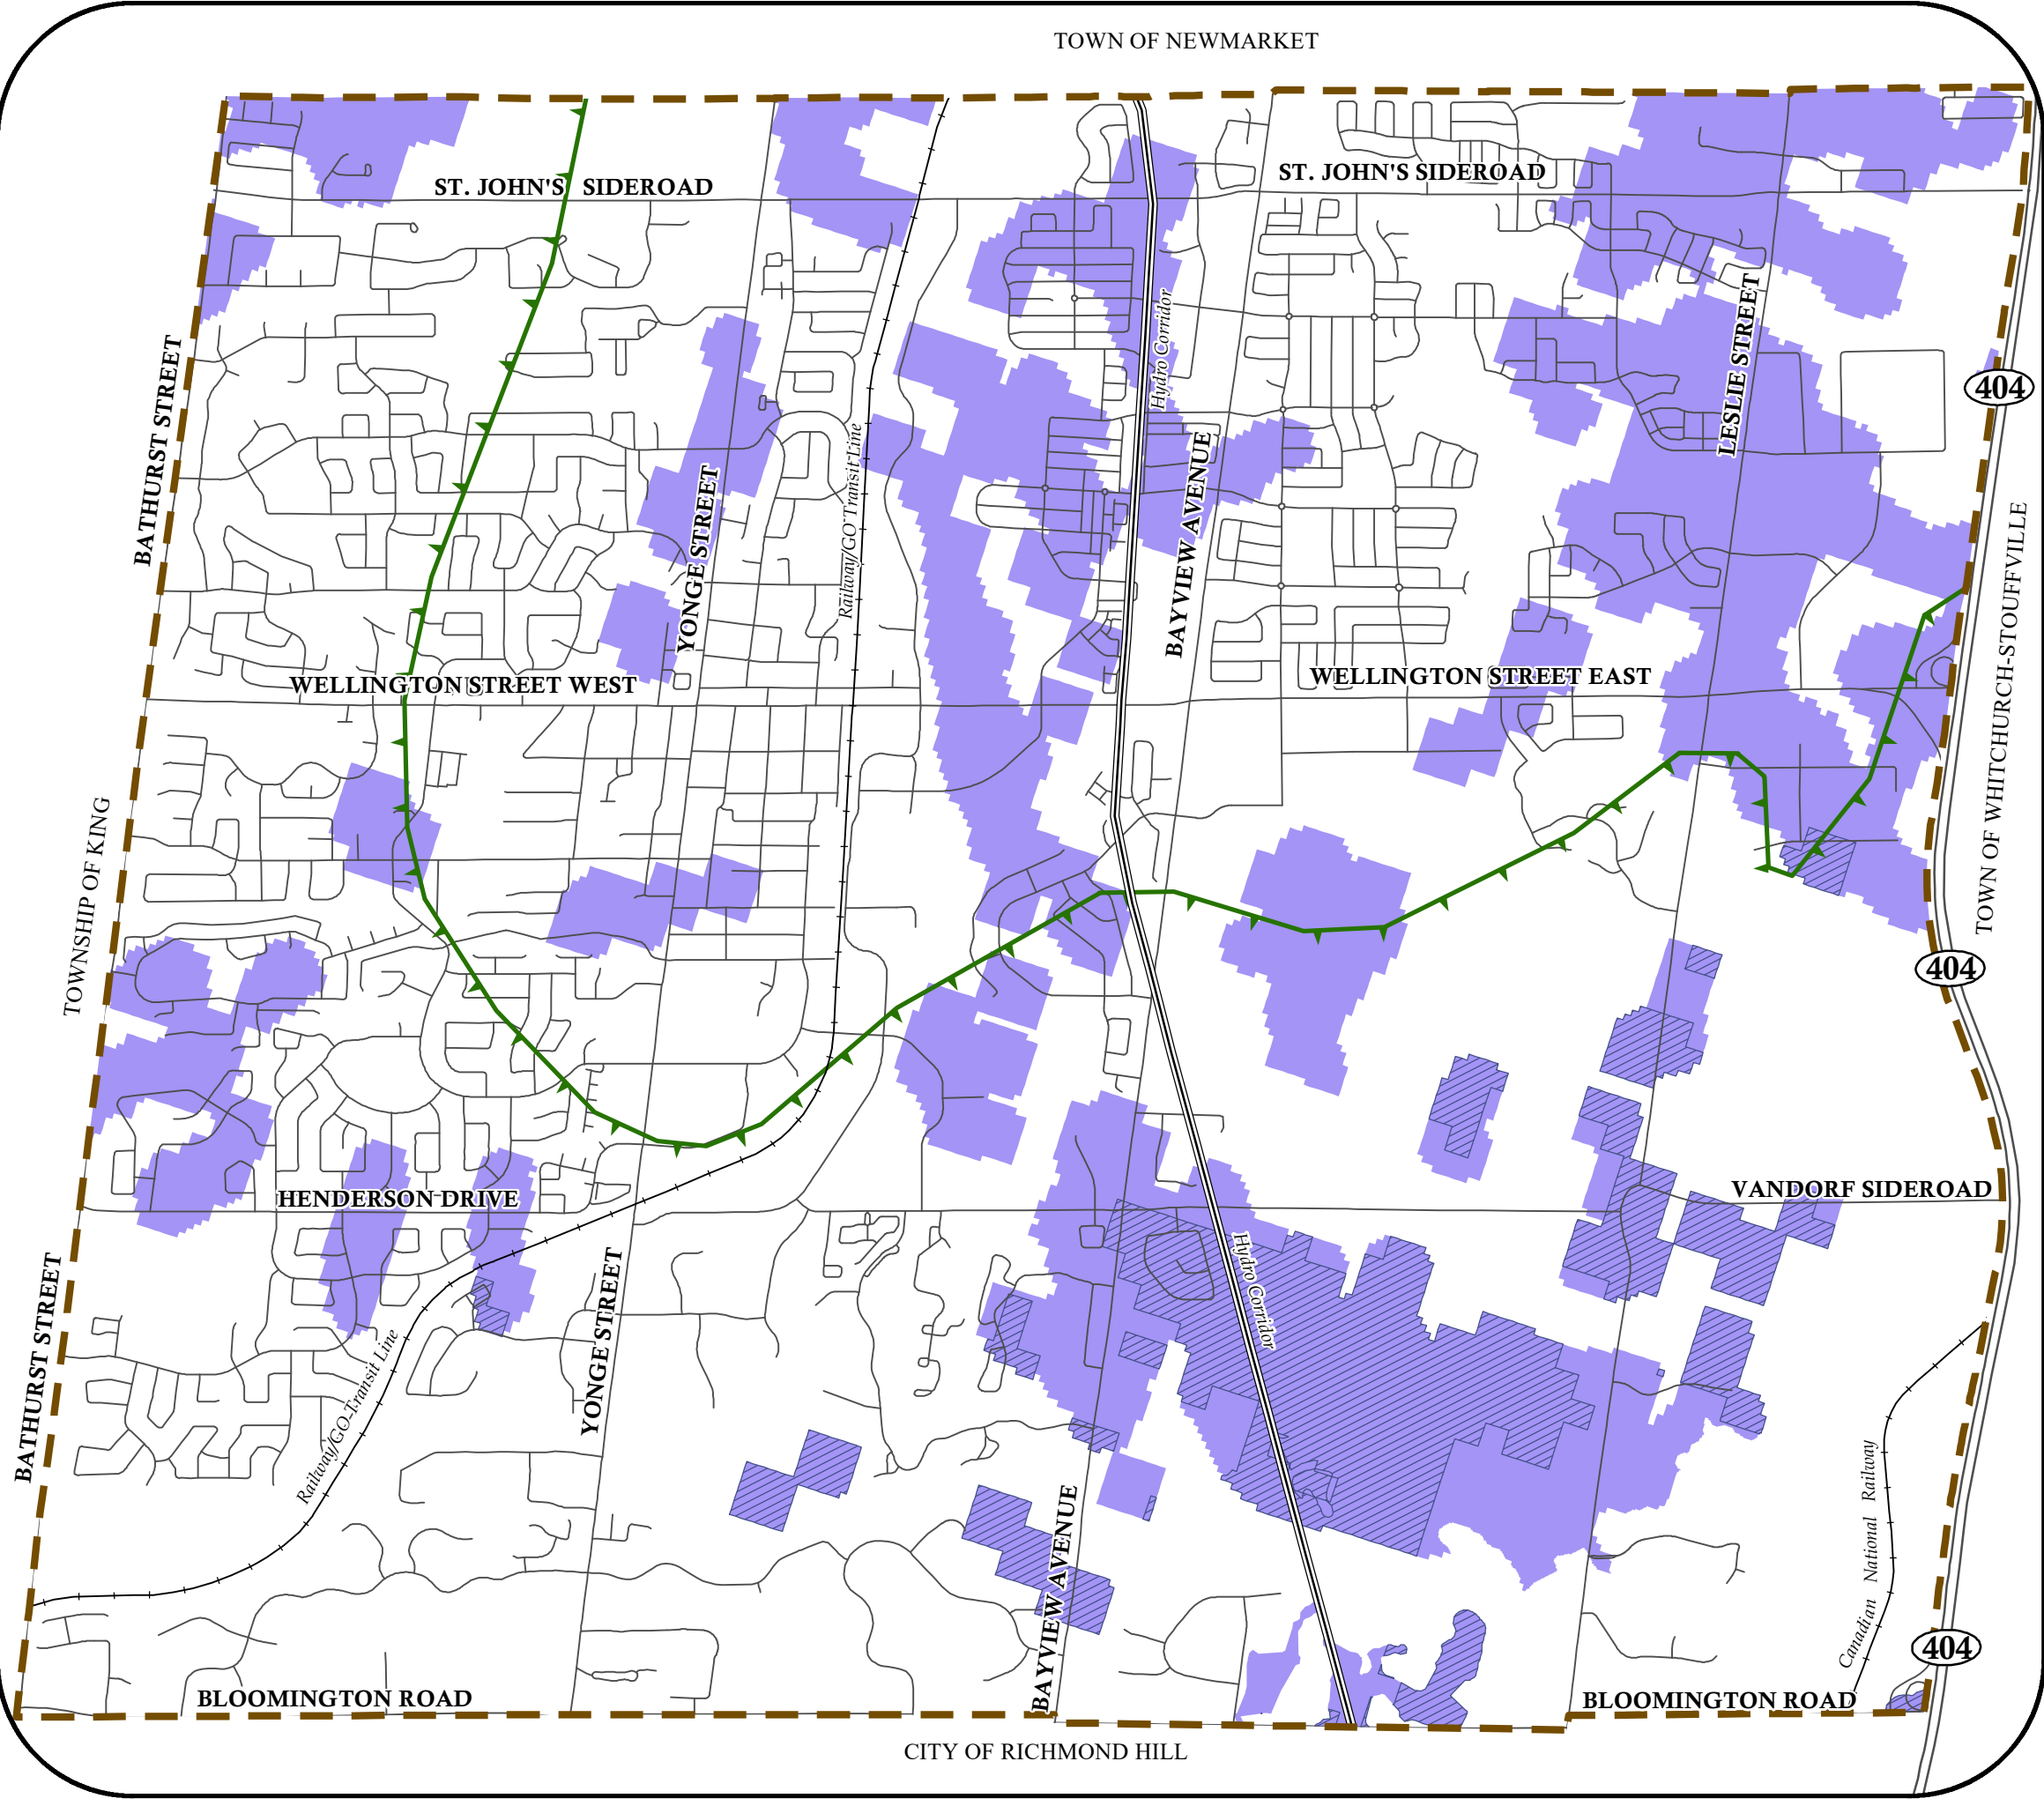 TOWN OF NEWMARKET
ST. JOHN'S SIDEROAD
ST. JOHN'S SIDEROAD
BATHURST STREET
Hydro Corridor
LESLIE STREET
404
Railway/GO Transit Line
YONGE STREET
BAYVIEW AVENUE
TOWN OF WHITCHURCH-STOUFFVILLE
WELLINGTON STREET WEST
WELLINGTON STREET EAST
TOWNSHIP OF KING
404
HENDERSON DRIVE
VANDORF SIDEROAD
BATHURST STREET
YONGE STREET
Hydro Corridor
Railway/GO-Transit Line
BAYVIEW AVENUE
Canadian National Railway
404
BLOOMINGTON ROAD
BLOOMINGTON ROAD
CITY OF RICHMOND HILL